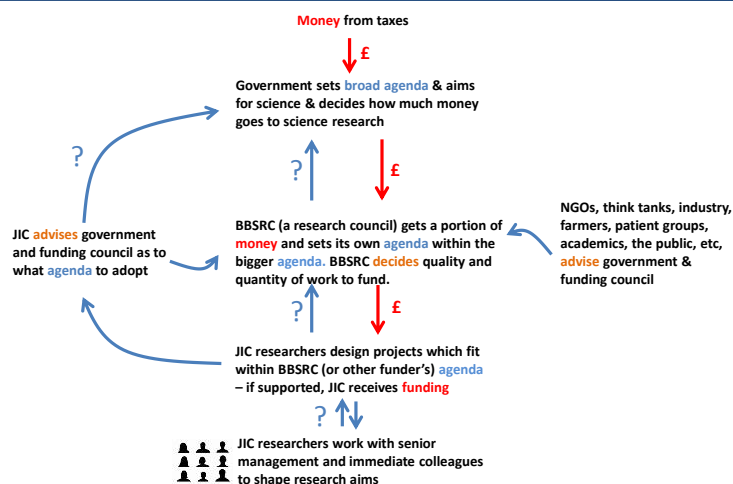 Money from taxes
£
Government sets broad agenda & aims
for science & decides how much money
goes to science research
?
?
£
JIC advises government
and funding council as to
what agenda to adopt
BBSRC (a research council) gets a portion of
money and sets its own agenda within the
bigger agenda. BBSRC decides quality and
quantity of work to fund.
NGOs, think tanks, industry,
farmers, patient groups,
academics, the public, etc,
advise government &
funding council
?
£
JIC researchers design projects which fit
within BBSRC (or other funder’s) agenda
– if supported, JIC receives funding
?
JIC researchers work with senior
management and immediate colleagues
to shape research aims